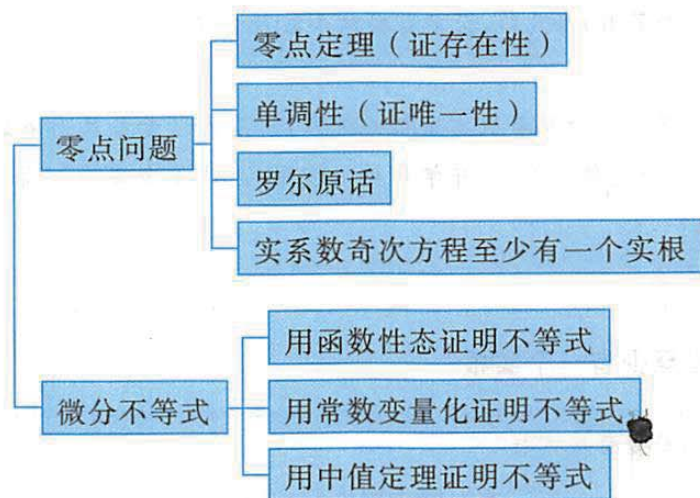 零点问题
零点定理（证存在性）
单调性（证唯一性）
罗尔原话
实系数奇次方程至少有一个实根
微分不等式
用函数性态证明不等式
用常数变量化证明不等式
用中值定理证明不等式